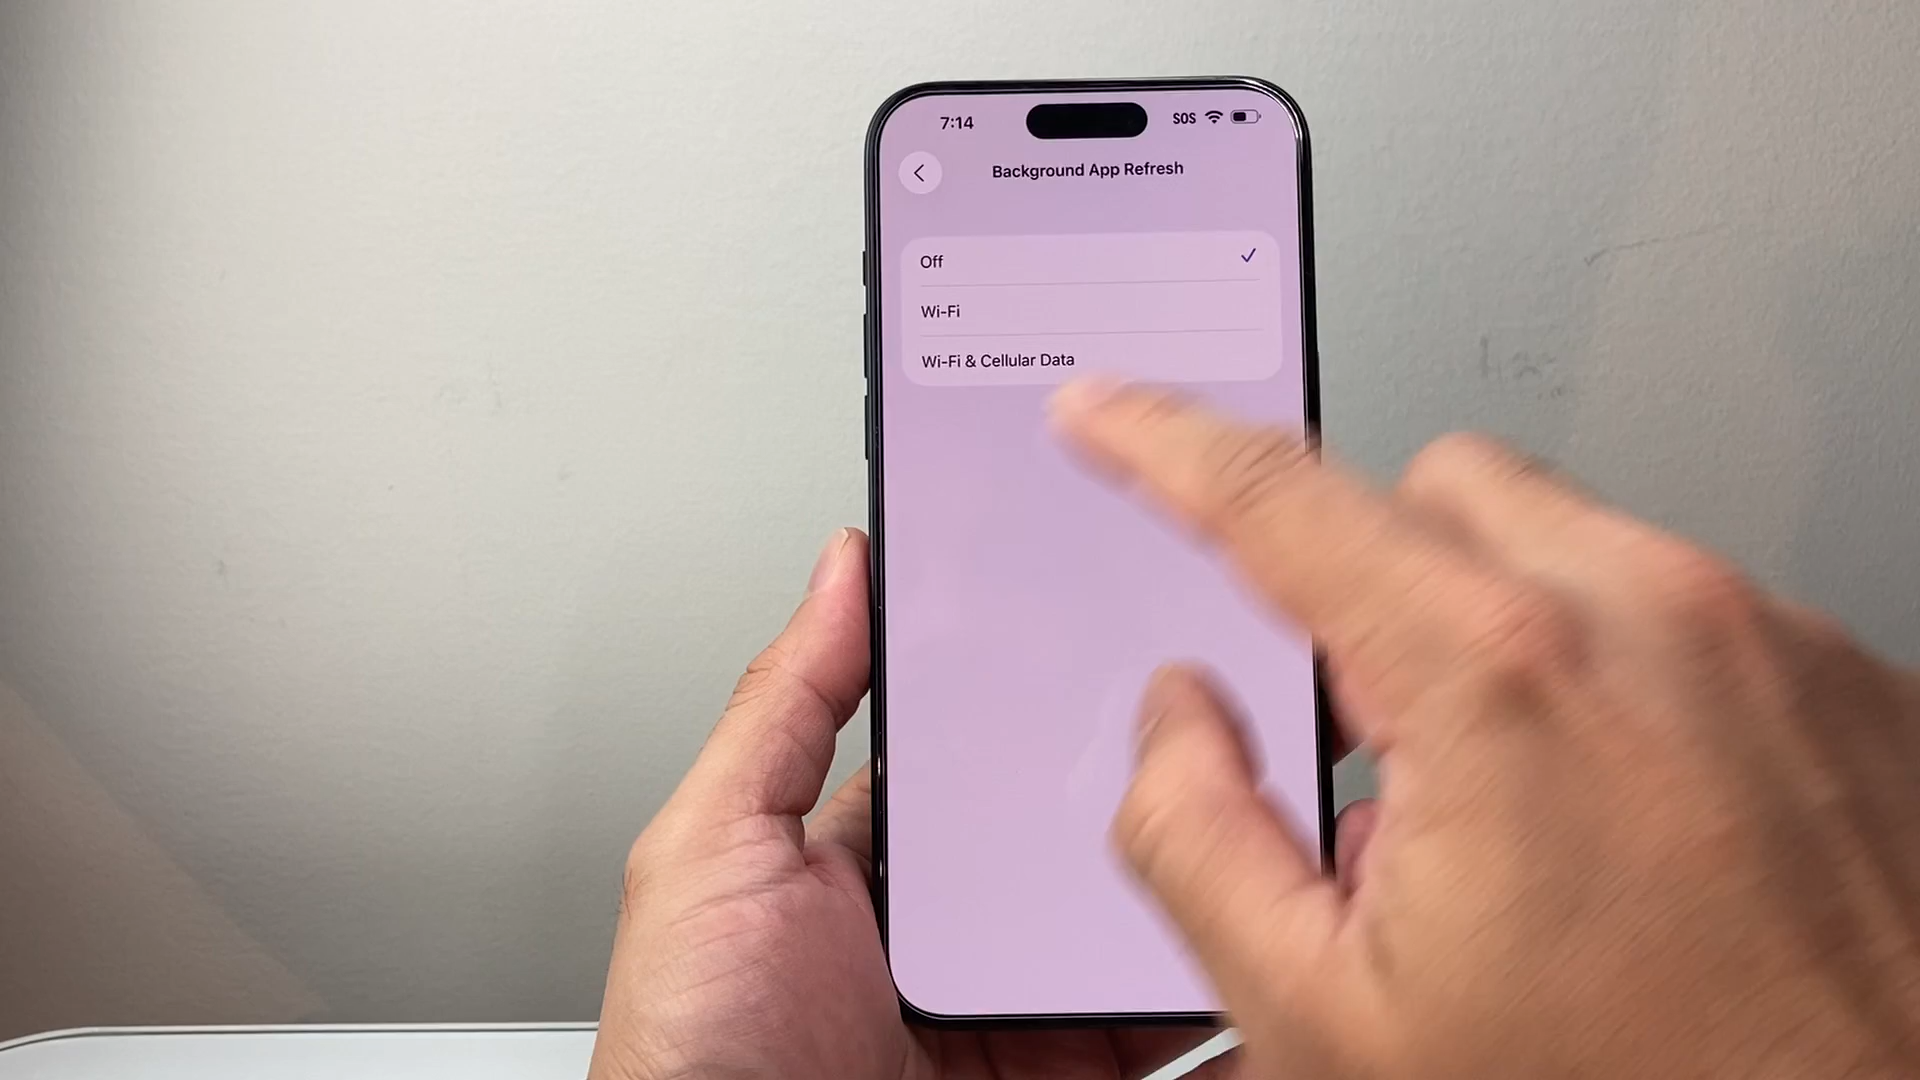 7:14
SOS
Background App Refresh
Off
Wi-Fi
Wi-Fi & Cellular Data